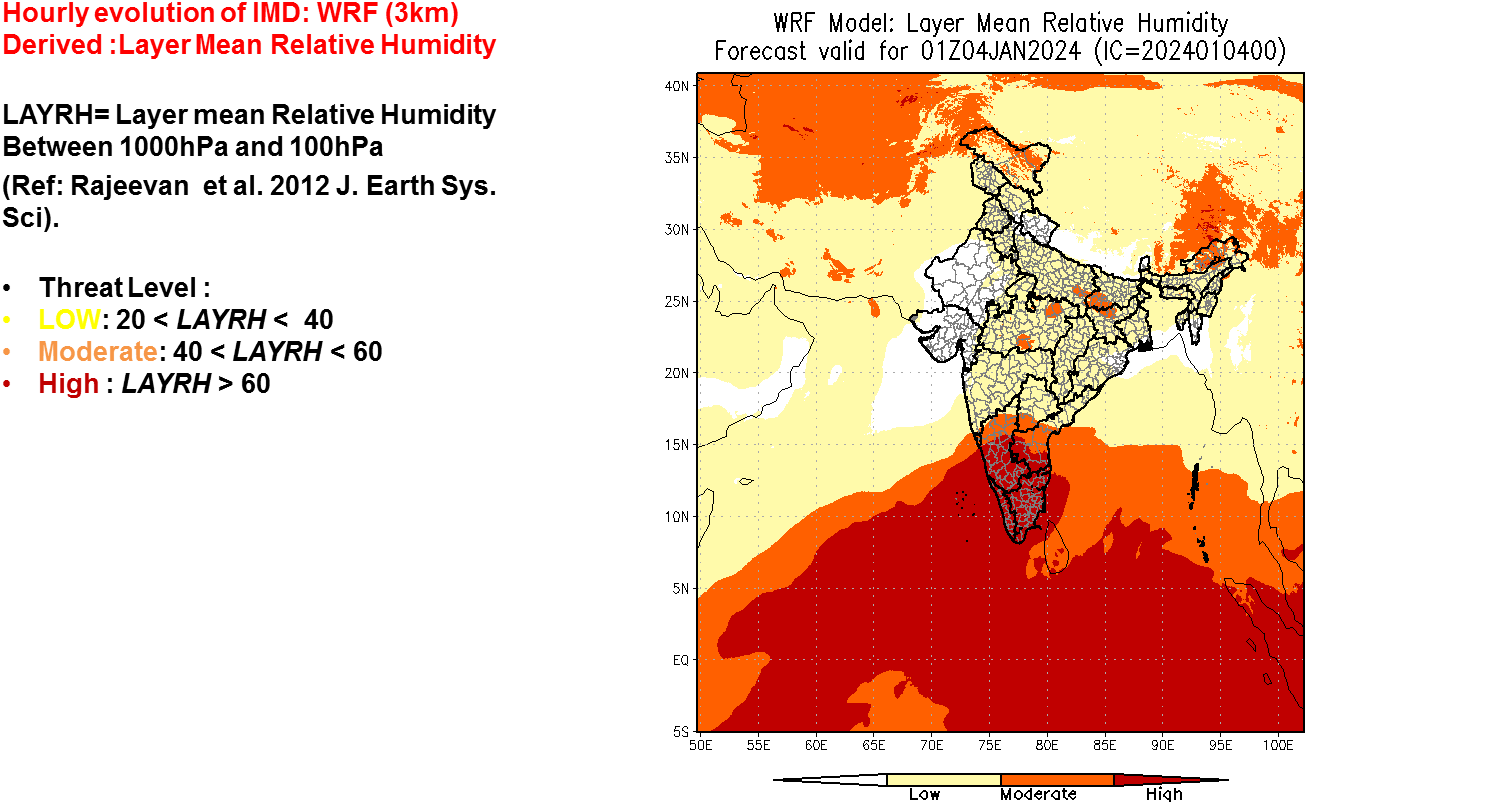 Hourly evolution of IMD: WRF (3km)
Derived :Layer Mean Relative Humidity
LAYRH= Layer mean Relative Humidity
Between 1000hPa and 100hPa
(Ref: Rajeevan et al. 2012 J. Earth Sys.
Sci).
• Threat Level :
• LOW: 20 < LAYRH < 40
• Moderate: 40 < LAYRH < 60
• High : LAYRH > 60
WRF Model: Layer Mean Relative Humidity
Forecast valid for 01Z04JAN2024 (IC=2024010400)
40N
35N
30N
25N
20N
15N
10N
5N
EQ
5S
50E 55E 60E 65E 70E 75E 80E 85E 90E 95E 100E
Low Moderate High